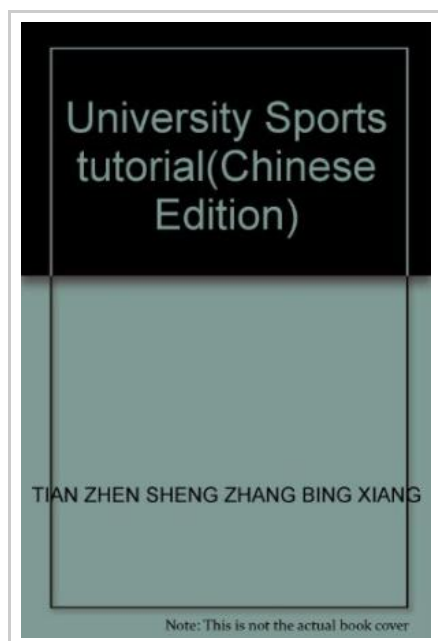 University Sports
tutorial(Chinese
Edition)
TIAN ZHEN SHENG ZHANG BING XIANG
Note: This is not the actual book cover